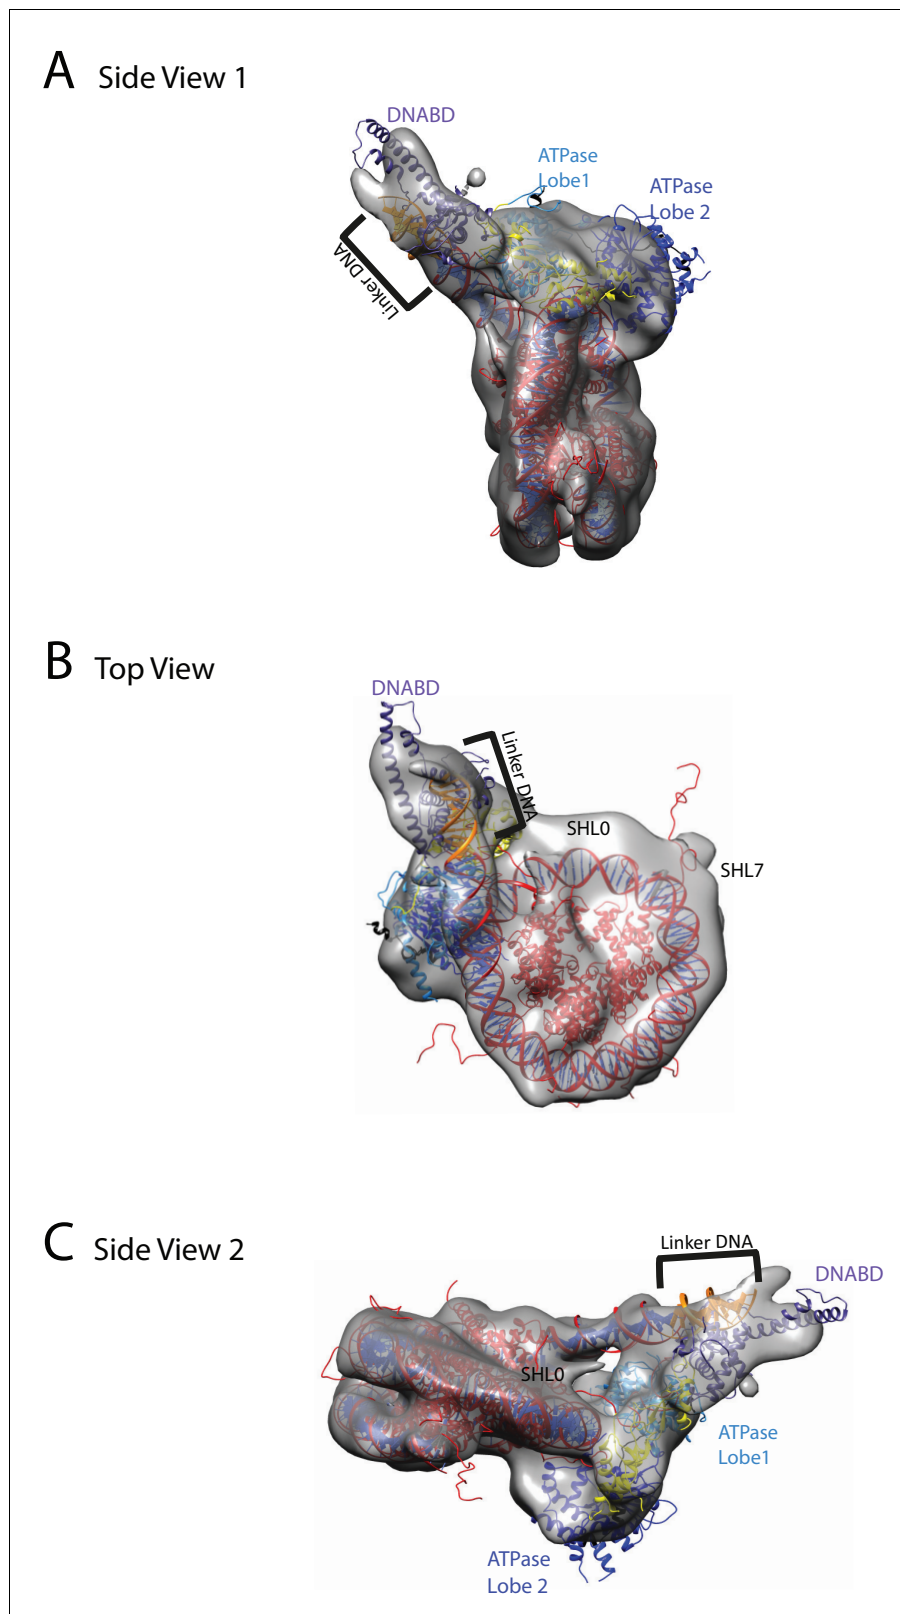 A Side View 1
DNABD
ATPase
Lobe1
ATPase
Lobe 2
Linker DNA
B Top View
DNABD
Linker DNA
SHL0
SHL7
C Side View 2
Linker DNA
DNABD
SHL0
ATPase
Lobe1
ATPase
Lobe 2